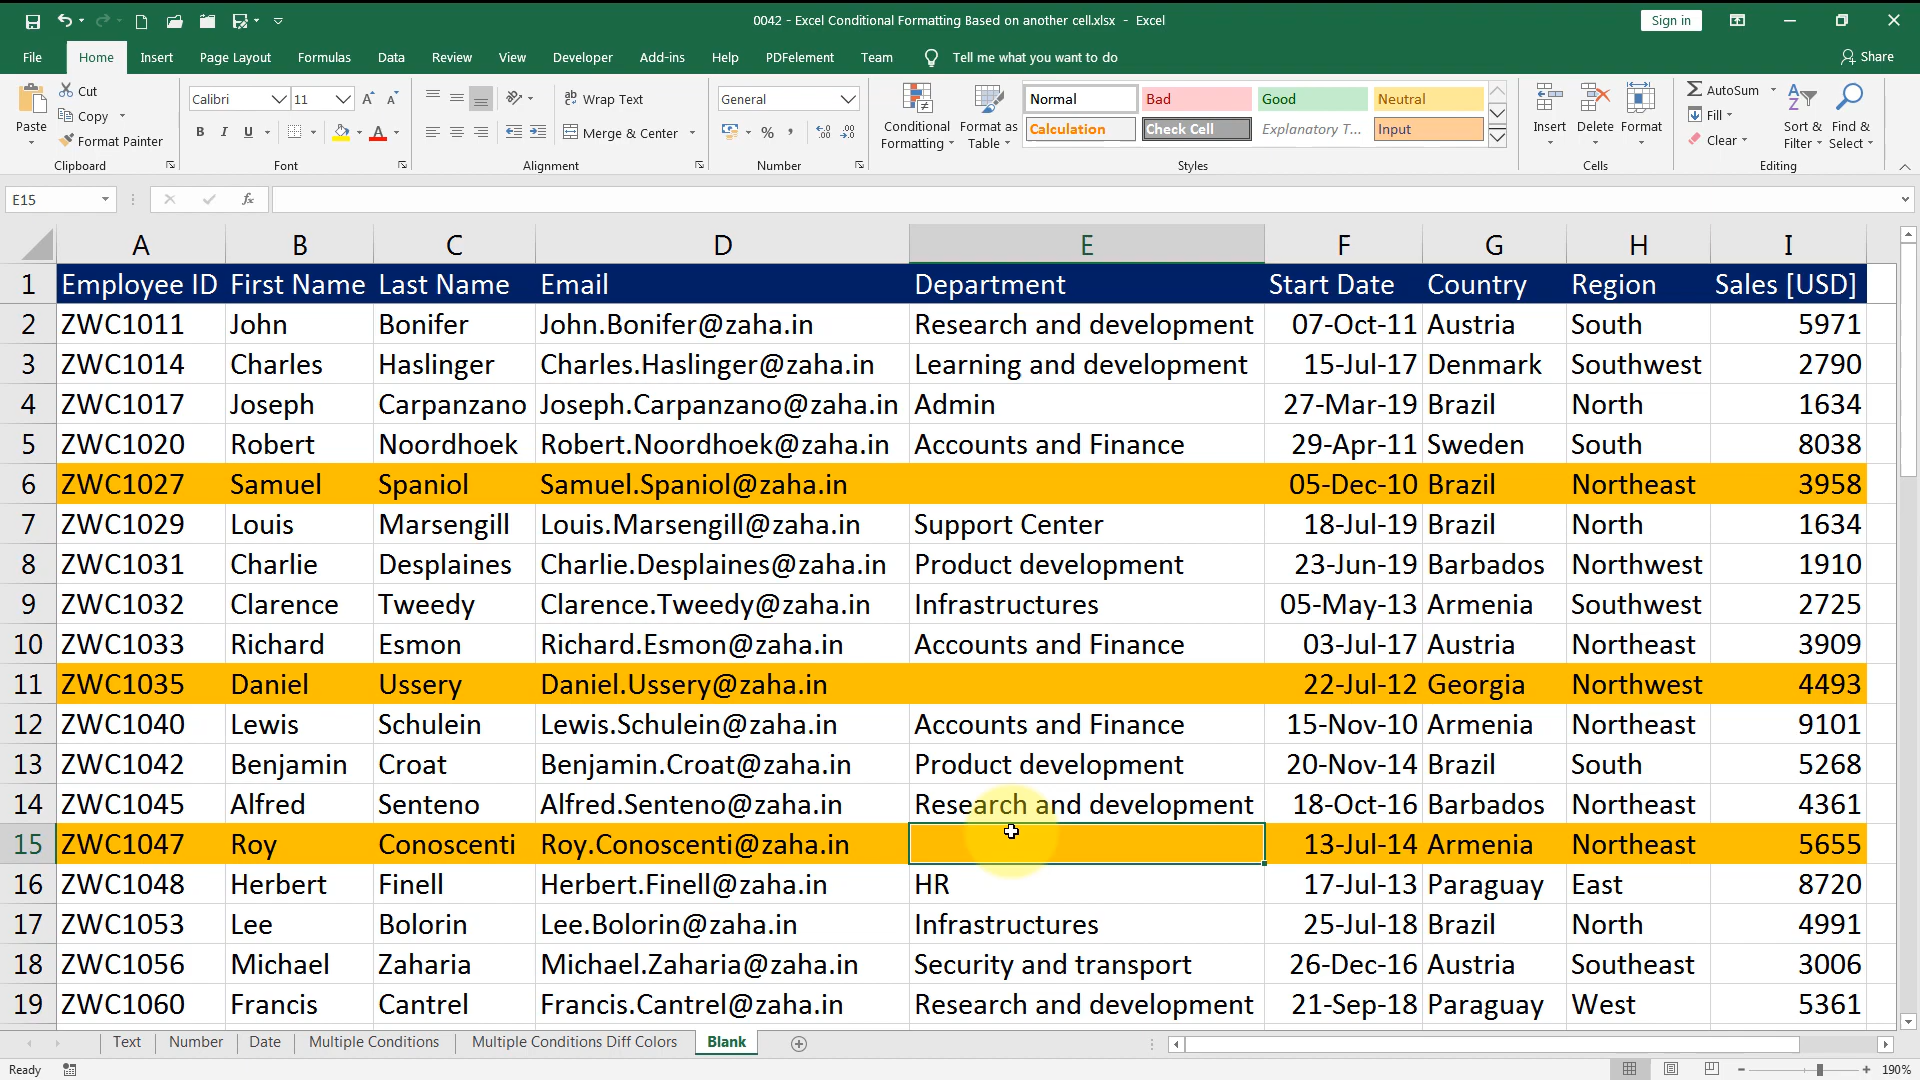 0042 - Excel Conditional Formatting Based on another cell.xlsx - Excel
Sign in
File Home Insert Page Layout Formulas Data Review View Developer Add-ins Help PDFelement Team Tell me what you want to do Share
Paste Cut Copy Format Painter Clipboard
Calibri 11 B I U Font
Wrap Text Merge & Center Alignment
General % , Number
Conditional Formatting Format as Table
Normal Bad Good Neutral
Calculation Check Cell Explanatory T... Input
Styles
Insert Delete Format Cells
AutoSum Fill Clear Sort & Filter Find & Select Editing
E15 fx
A B C D E F G H I
1 Employee ID First Name Last Name Email Department Start Date Country Region Sales [USD]
2 ZWC1011 John Bonifer John.Bonifer@zaha.in Research and development 07-Oct-11 Austria South 5971
3 ZWC1014 Charles Haslinger Charles.Haslinger@zaha.in Learning and development 15-Jul-17 Denmark Southwest 2790
4 ZWC1017 Joseph Carpanzano Joseph.Carpanzano@zaha.in Admin 27-Mar-19 Brazil North 1634
5 ZWC1020 Robert Noordhoek Robert.Noordhoek@zaha.in Accounts and Finance 29-Apr-11 Sweden South 8038
6 ZWC1027 Samuel Spaniol Samuel.Spaniol@zaha.in 05-Dec-10 Brazil Northeast 3958
7 ZWC1029 Louis Marsengill Louis.Marsengill@zaha.in Support Center 18-Jul-19 Brazil North 1634
8 ZWC1031 Charlie Desplaines Charlie.Desplaines@zaha.in Product development 23-Jun-19 Barbados Northwest 1910
9 ZWC1032 Clarence Tweedy Clarence.Tweedy@zaha.in Infrastructures 05-May-13 Armenia Southwest 2725
10 ZWC1033 Richard Esmon Richard.Esmon@zaha.in Accounts and Finance 03-Jul-17 Austria Northeast 3909
11 ZWC1035 Daniel Ussery Daniel.Ussery@zaha.in 22-Jul-12 Georgia Northwest 4493
12 ZWC1040 Lewis Schulein Lewis.Schulein@zaha.in Accounts and Finance 15-Nov-10 Armenia Northeast 9101
13 ZWC1042 Benjamin Croat Benjamin.Croat@zaha.in Product development 20-Nov-14 Brazil South 5268
14 ZWC1045 Alfred Senteno Alfred.Senteno@zaha.in Research and development 18-Oct-16 Barbados Northeast 4361
15 ZWC1047 Roy Conoscenti Roy.Conoscenti@zaha.in 13-Jul-14 Armenia Northeast 5655
16 ZWC1048 Herbert Finell Herbert.Finell@zaha.in HR 17-Jul-13 Paraguay East 8720
17 ZWC1053 Lee Bolorin Lee.Bolorin@zaha.in Infrastructures 25-Jul-18 Brazil North 4991
18 ZWC1056 Michael Zaharia Michael.Zaharia@zaha.in Security and transport 26-Dec-16 Austria Southeast 3006
19 ZWC1060 Francis Cantrel Francis.Cantrel@zaha.in Research and development 21-Sep-18 Paraguay West 5361
Text Number Date Multiple Conditions Multiple Conditions Diff Colors Blank
Ready 190%